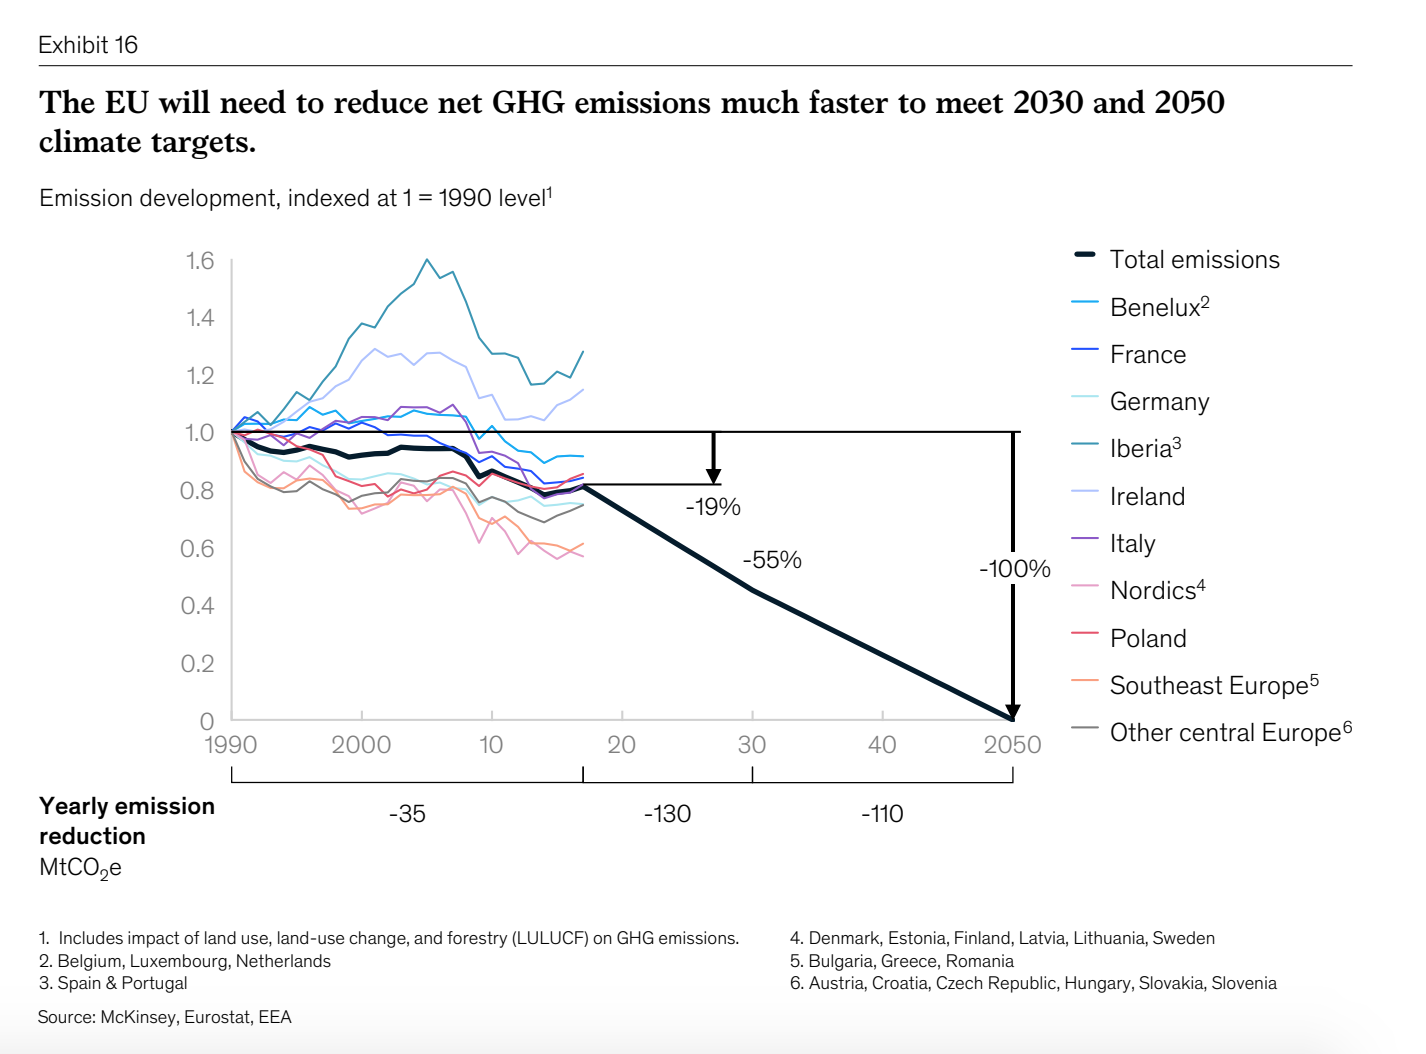 Exhibit 16
The EU will need to reduce net GHG emissions much faster to meet 2030 and 2050
climate targets.
Emission development, indexed at 1 = 1990 level¹
1.6
1.4
1.2
1.0
0.8
0.6
0.4
0.2
0
-19%
-55%
-100%
1990 2000 10 20 30 40 2050
Total emissions
Benelux²
France
Germany
Iberia³
Ireland
Italy
Nordics⁴
Poland
Southeast Europe⁵
Other central Europe⁶
Yearly emission
reduction
MtCO₂e
-35 -130 -110
1. Includes impact of land use, land-use change, and forestry (LULUCF) on GHG emissions.
2. Belgium, Luxembourg, Netherlands
3. Spain & Portugal
4. Denmark, Estonia, Finland, Latvia, Lithuania, Sweden
5. Bulgaria, Greece, Romania
6. Austria, Croatia, Czech Republic, Hungary, Slovakia, Slovenia
Source: McKinsey, Eurostat, EEA